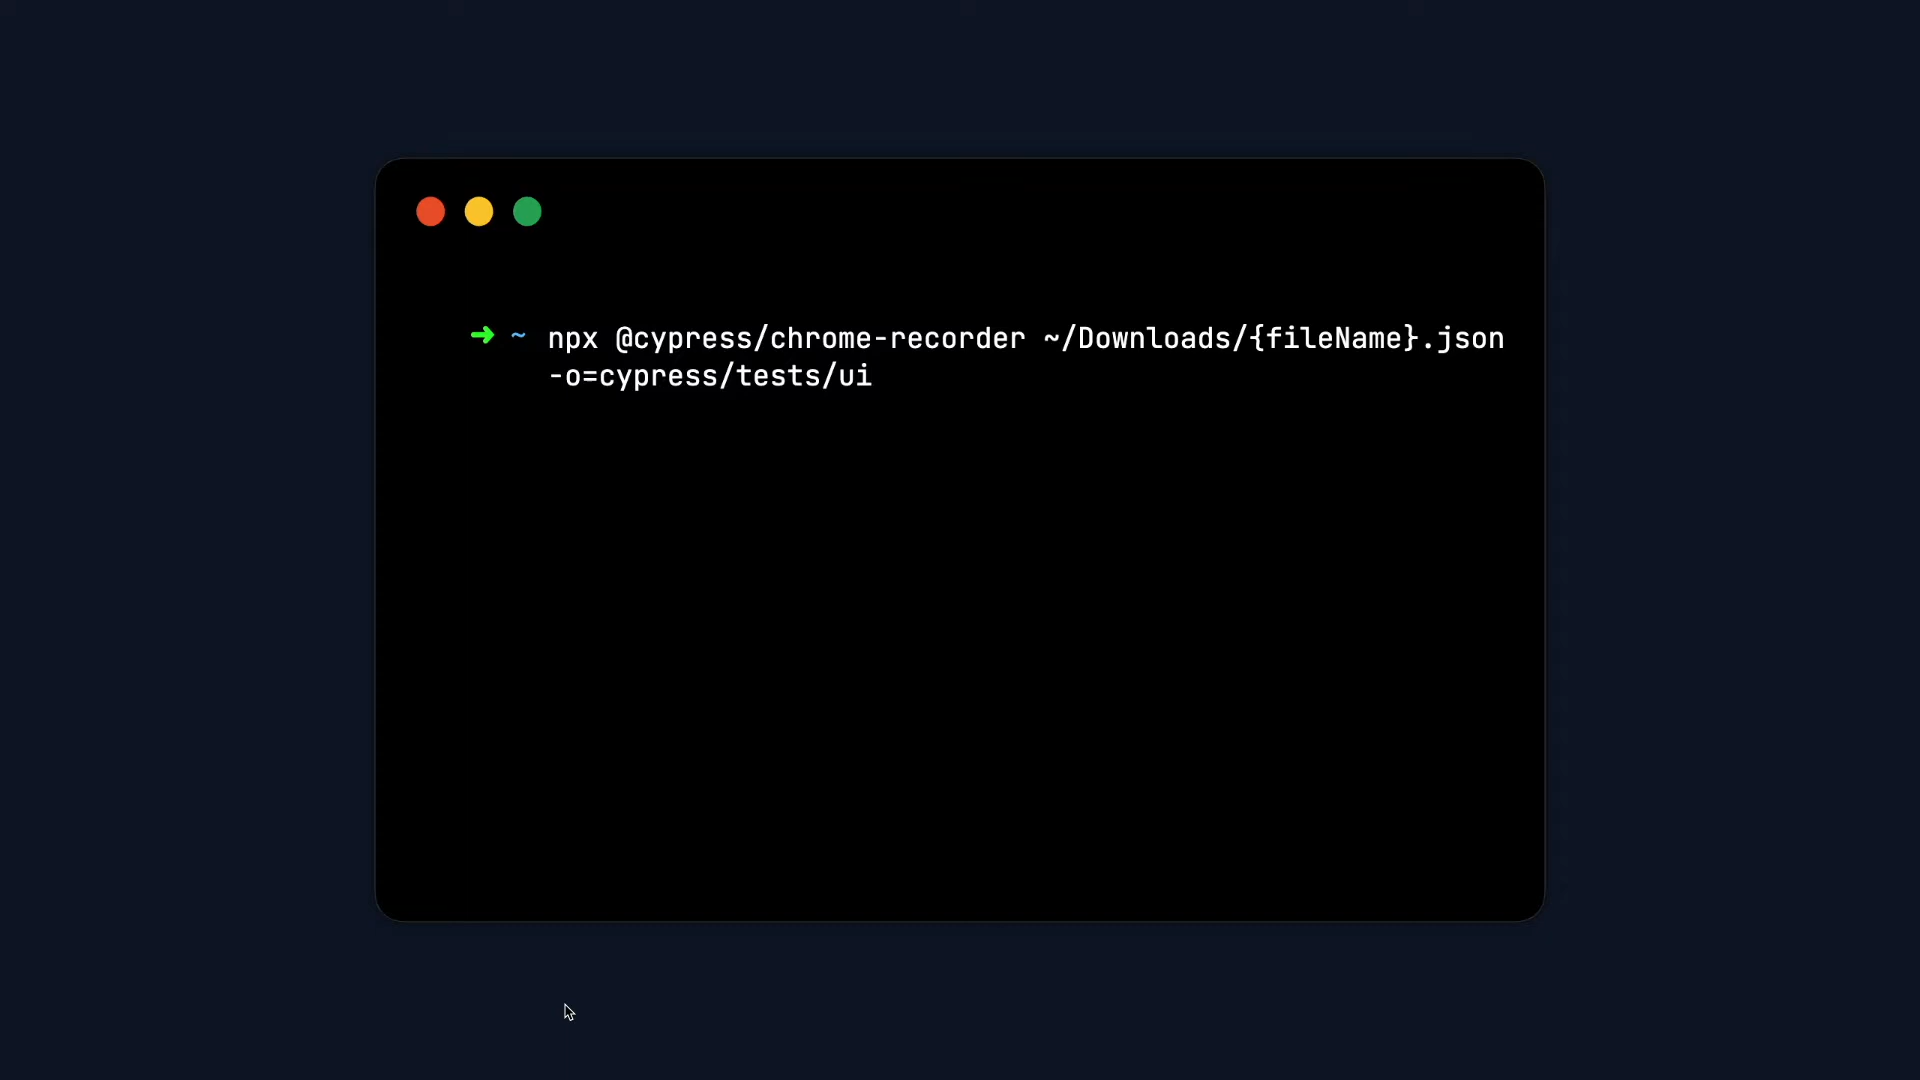 ➜ ~ npx @cypress/chrome-recorder ~/Downloads/{fileName}.json
-o=cypress/tests/ui